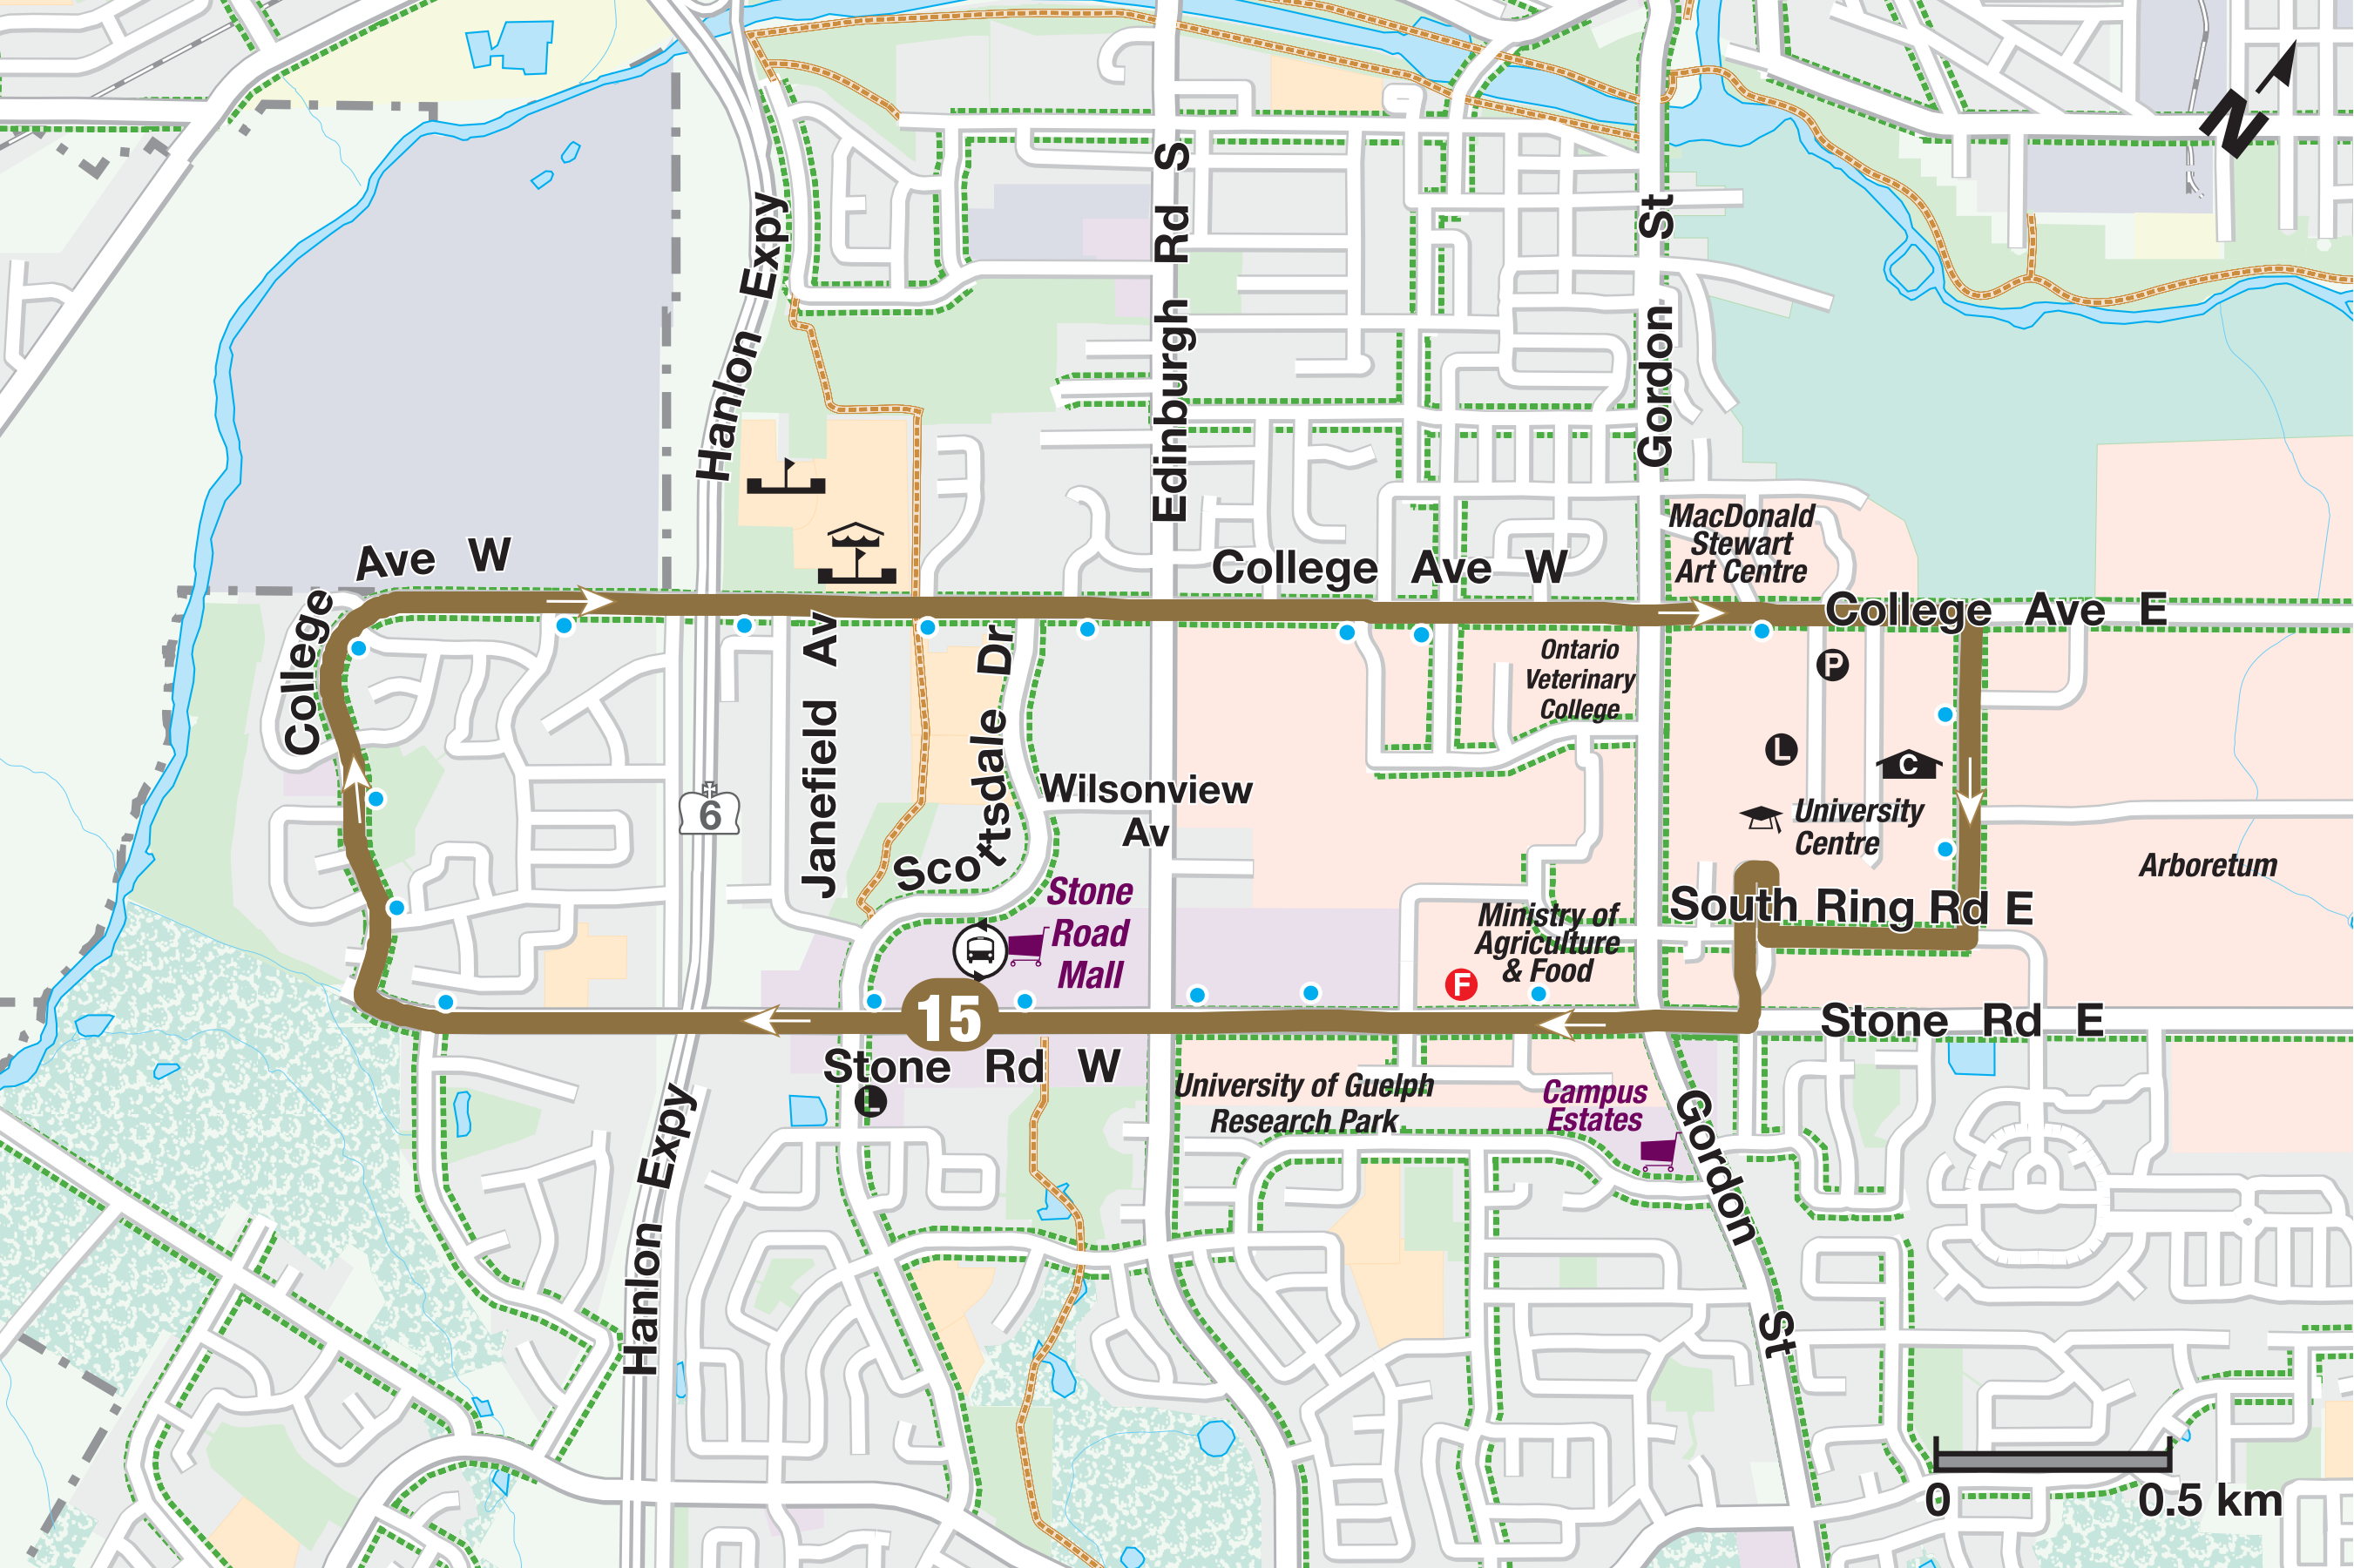 N
Hanlon Expy
Edinburgh Rd S
Gordon St
MacDonald
Stewart
Art Centre
College Ave W
College Ave W
College Ave E
Ontario
Veterinary
College
P
L
C
University
Centre
Janefield Av
Scottsdale Dr
Wilsonview
Av
6
Arboretum
Stone
Road
Mall
South Ring Rd E
Ministry of
Agriculture
& Food
F
15
Stone Rd W
Stone Rd E
L
University of Guelph
Research Park
Campus
Estates
Hanlon Expy
Gordon St
0 0.5 km